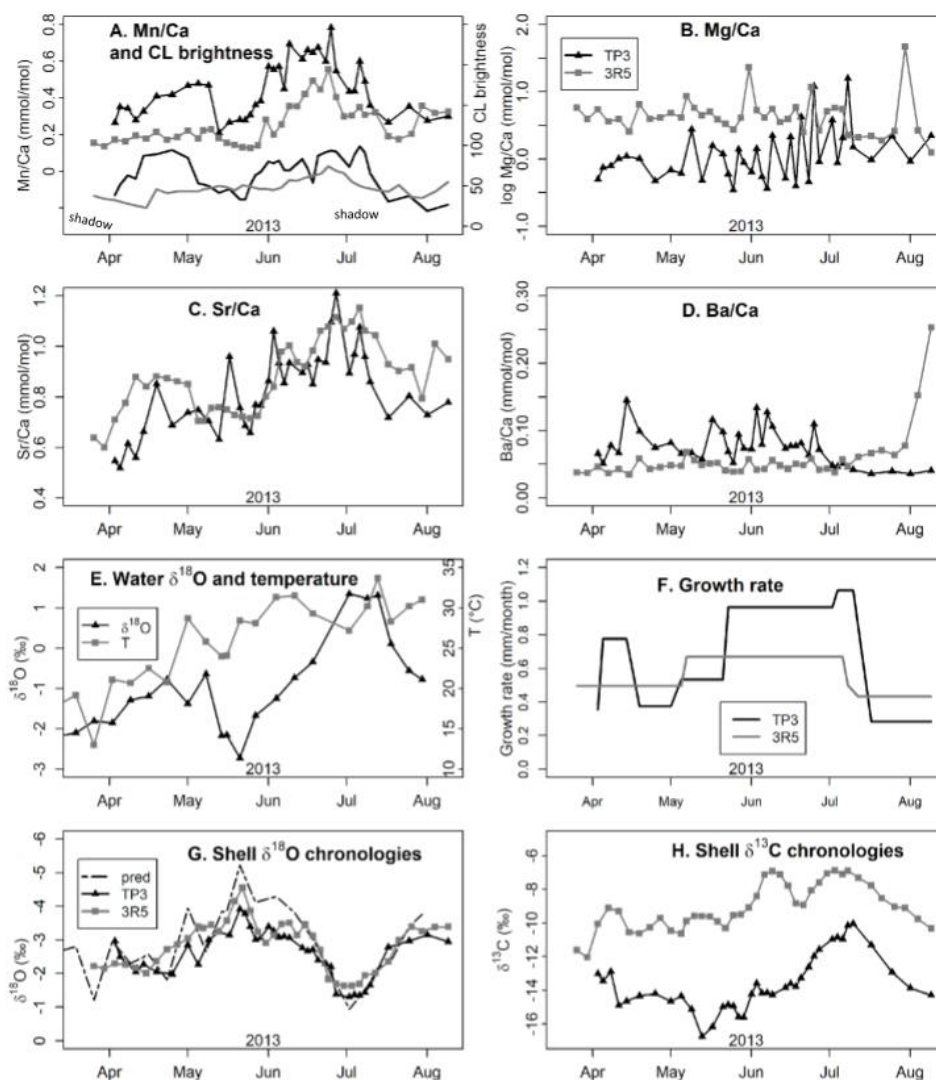 A. Mn/Ca
and CL brightness
Mn/Ca (mmol/mol)
0.8
0.6
0.4
0.2
0
CL brightness
100
50
0
shadow
shadow
2013
Apr May Jun Jul Aug
B. Mg/Ca
TP3
3R5
log Mg/Ca (mmol/mol)
2.0
1.0
0.0
-1.0
2013
Apr May Jun Jul Aug
C. Sr/Ca
Sr/Ca (mmol/mol)
1.2
1.0
0.8
0.6
0.4
2013
Apr May Jun Jul Aug
D. Ba/Ca
Ba/Ca (mmol/mol)
0.30
0.20
0.10
0.00
2013
Apr May Jun Jul Aug
E. Water δ18O and temperature
δ18O
T
δ18O (‰)
2
1
0
-1
-2
-3
T (°C)
35
30
25
20
15
10
2013
Apr May Jun Jul Aug
F. Growth rate
Growth rate (mm/month)
1.2
1.0
0.8
0.6
0.4
0.2
0.0
TP3
3R5
2013
Apr May Jun Jul Aug
G. Shell δ18O chronologies
pred
TP3
3R5
δ18O (‰)
-6
-5
-4
-3
-2
-1
0
2013
Apr May Jun Jul Aug
H. Shell δ13C chronologies
δ13C (‰)
-6
-8
-10
-12
-14
-16
2013
Apr May Jun Jul Aug